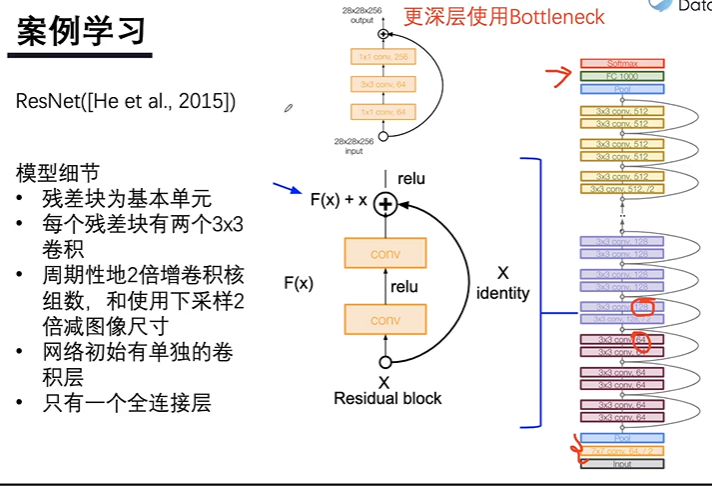 案例学习
ResNet([He et al., 2015])
模型细节
• 残差块为基本单元
• 每个残差块有两个3x3
卷积
• 周期性地2倍增卷积核
组数，和使用下采样2
倍减图像尺寸
• 网络初始有单独的卷
积层
• 只有一个全连接层
更深层使用Bottleneck
28x28x256
output
1x1 conv, 256
3x3 conv, 64
1x1 conv, 64
28x28x256
input
relu
F(x) + x
conv
F(x)
relu
conv
X
identity
X
Residual block
Data
Softmax
FC 1000
Pool
3x3 conv, 512
3x3 conv, 512
3x3 conv, 512
3x3 conv, 512
3x3 conv, 512
3x3 conv, 512, /2
...
3x3 conv, 128
3x3 conv, 128
3x3 conv, 128
3x3 conv, 128
3x3 conv, 128
3x3 conv, 128, /2
3x3 conv, 64
3x3 conv, 64
3x3 conv, 64
3x3 conv, 64
3x3 conv, 64
3x3 conv, 64
Pool
7x7 conv, 64, / 2
Input